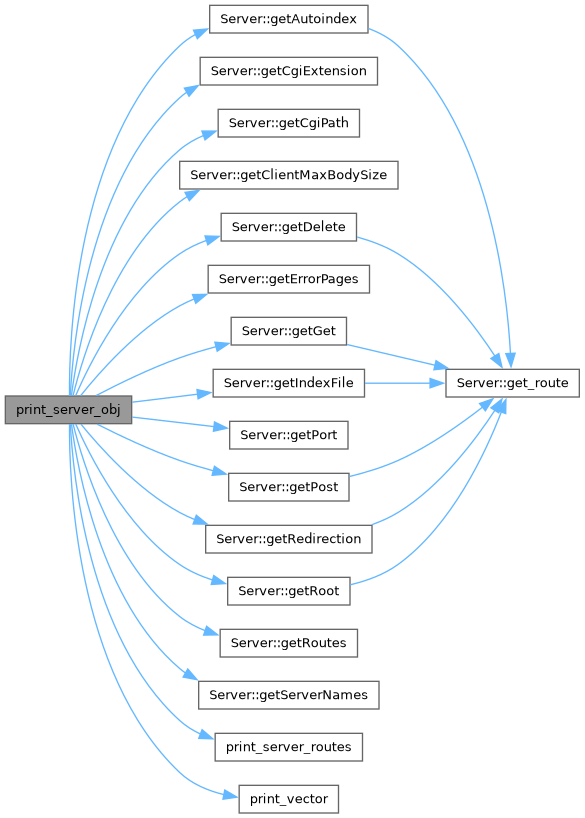 print_server_obj
Server::getAutoindex
Server::getCgiExtension
Server::getCgiPath
Server::getClientMaxBodySize
Server::getDelete
Server::getErrorPages
Server::getGet
Server::getIndexFile
Server::getPort
Server::getPost
Server::getRedirection
Server::getRoot
Server::getRoutes
Server::getServerNames
print_server_routes
print_vector
Server::get_route